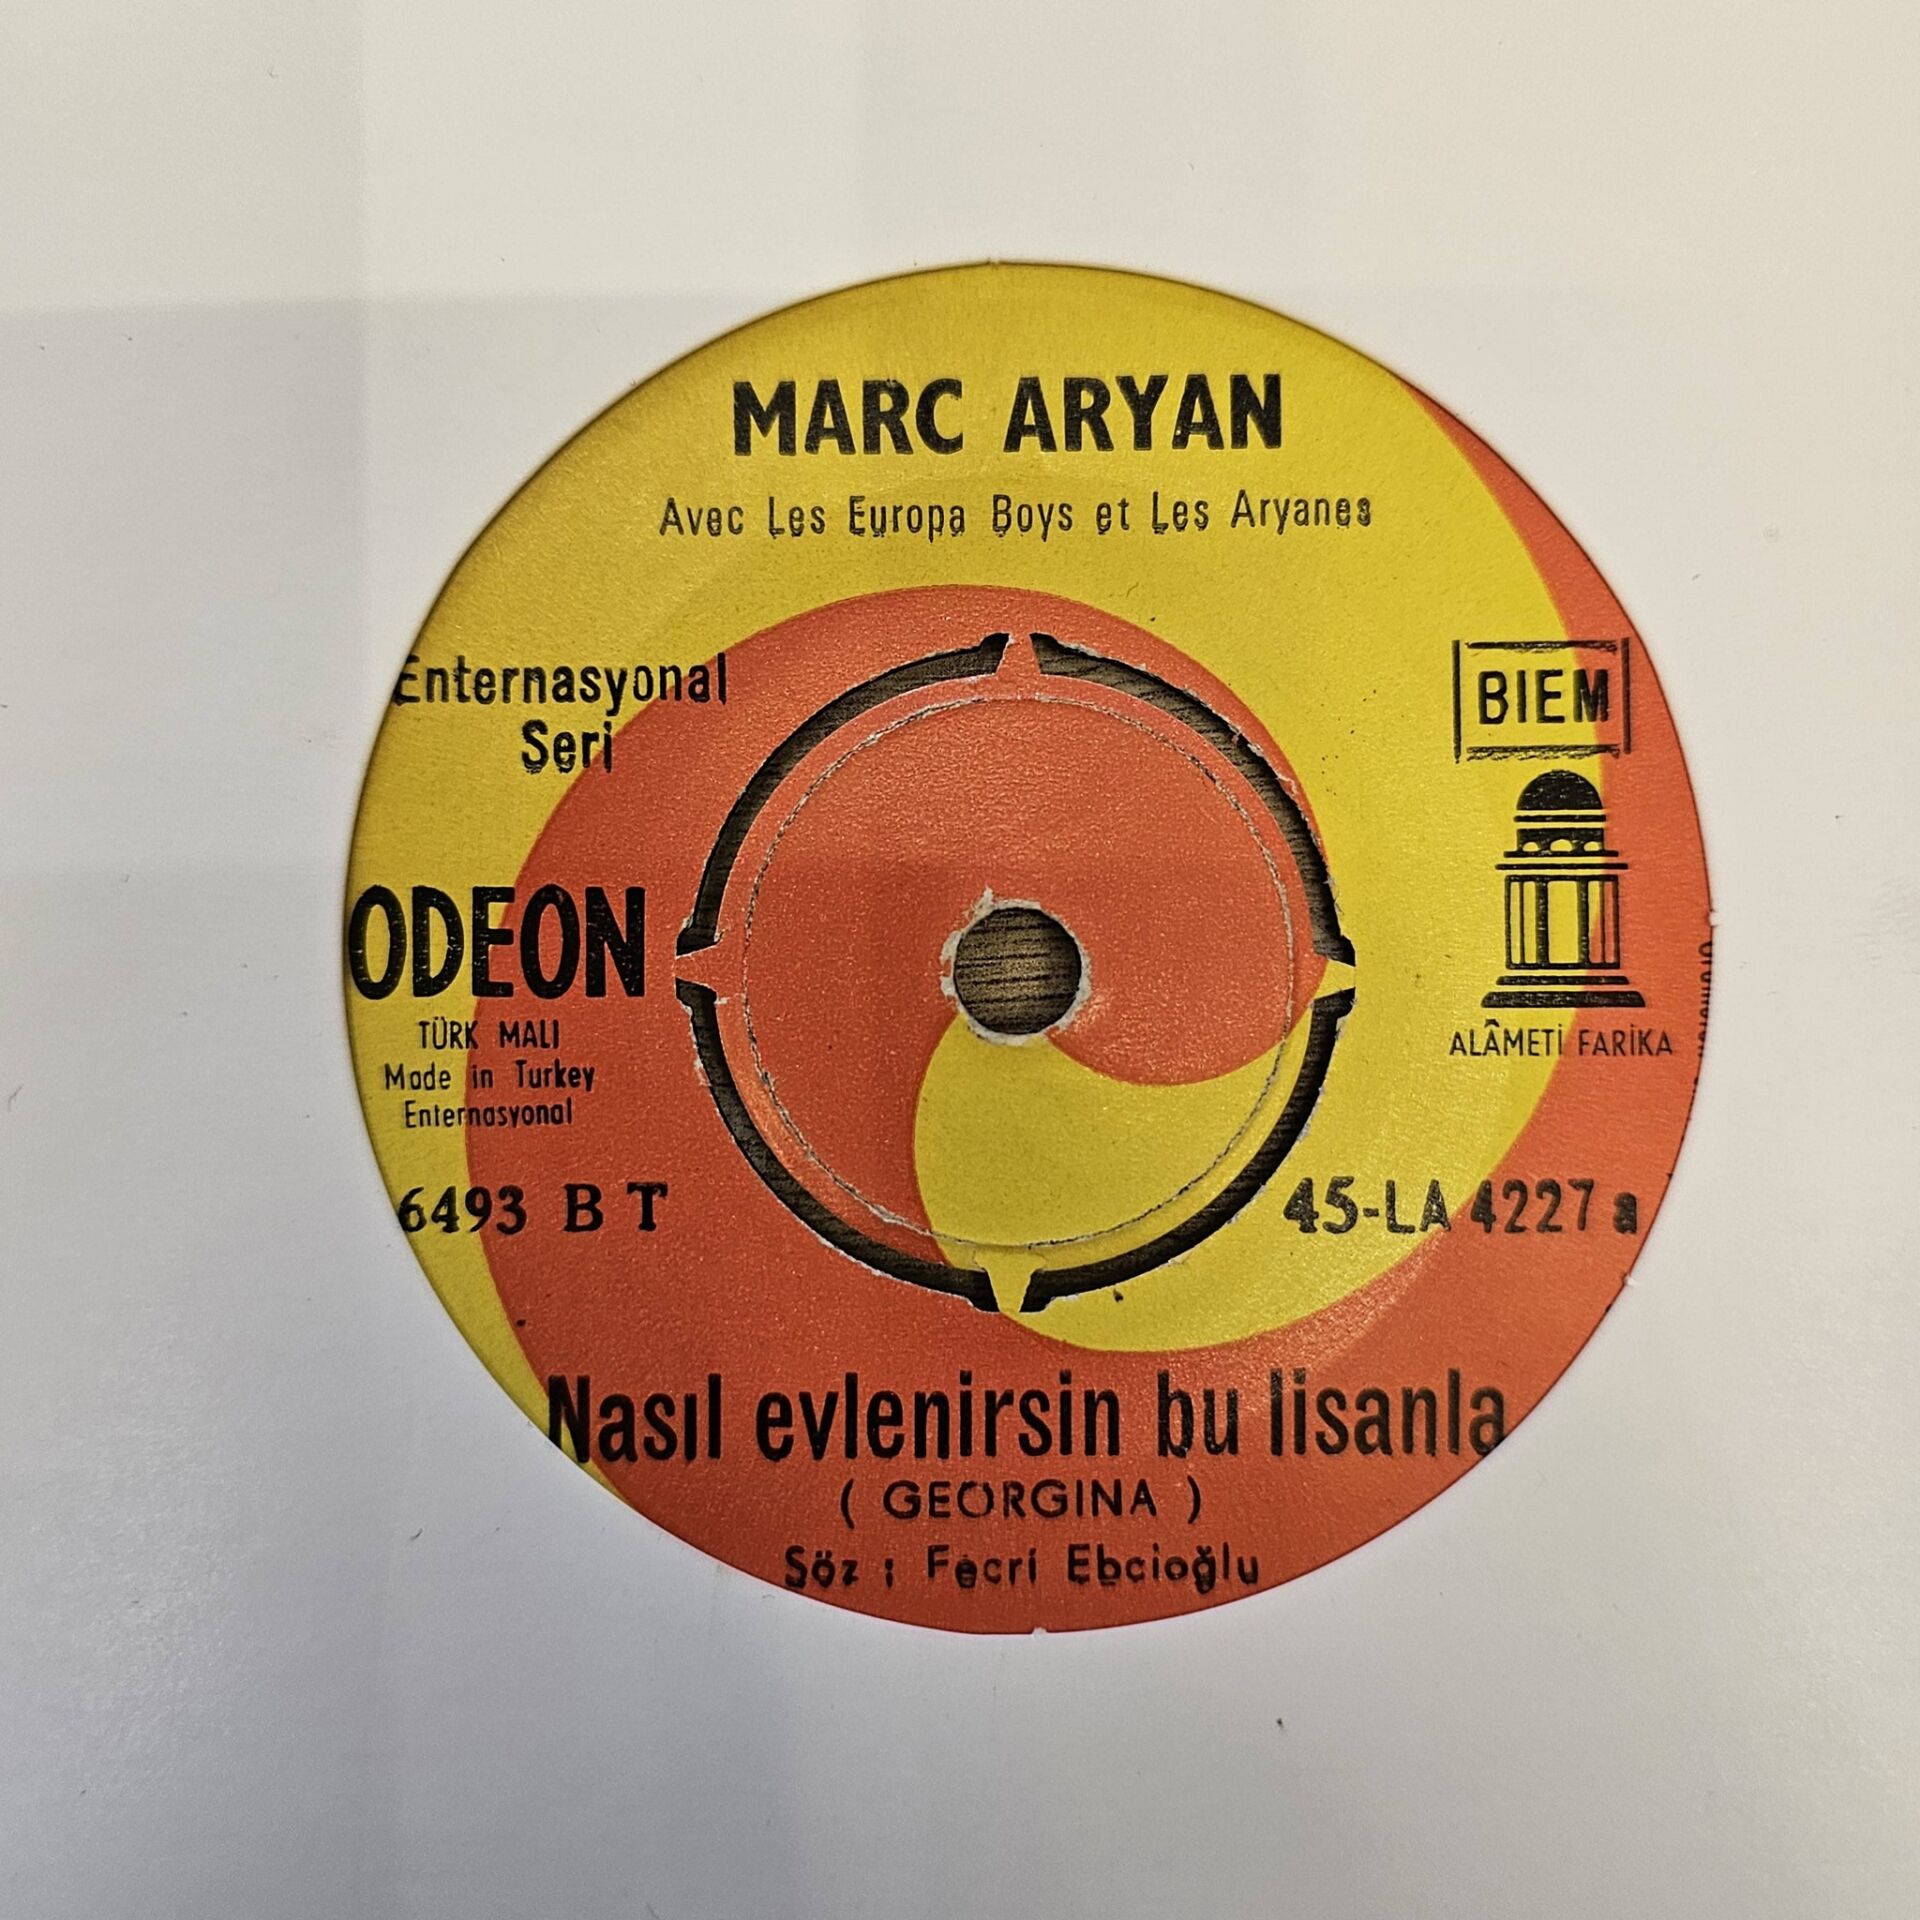 MARC ARYAN
Avec Les Europa Boys et Les Aryanes
Enternasyonal
Seri
BIEM
ODEON
TÜRK MALI
Made in Turkey
Enternasyonal
ALÂMETİ FARİKA
6493 B T
45-LA 4227 a
Nasıl evlenirsin bu lisanla
( GEORGINA )
Söz : Fecri Ebcioğlu